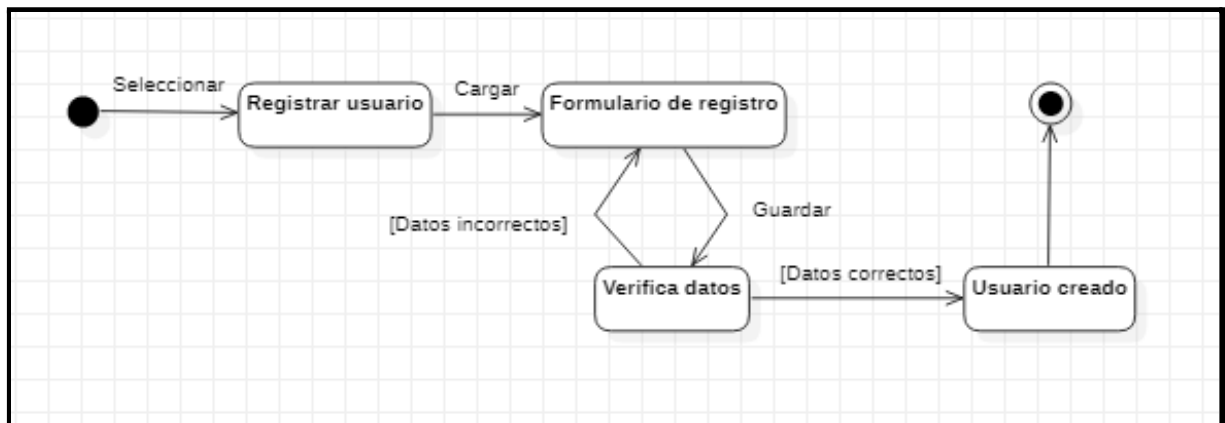 Seleccionar
Registrar usuario
Cargar
Formulario de registro
[Datos incorrectos]
Guardar
Verifica datos
[Datos correctos]
Usuario creado